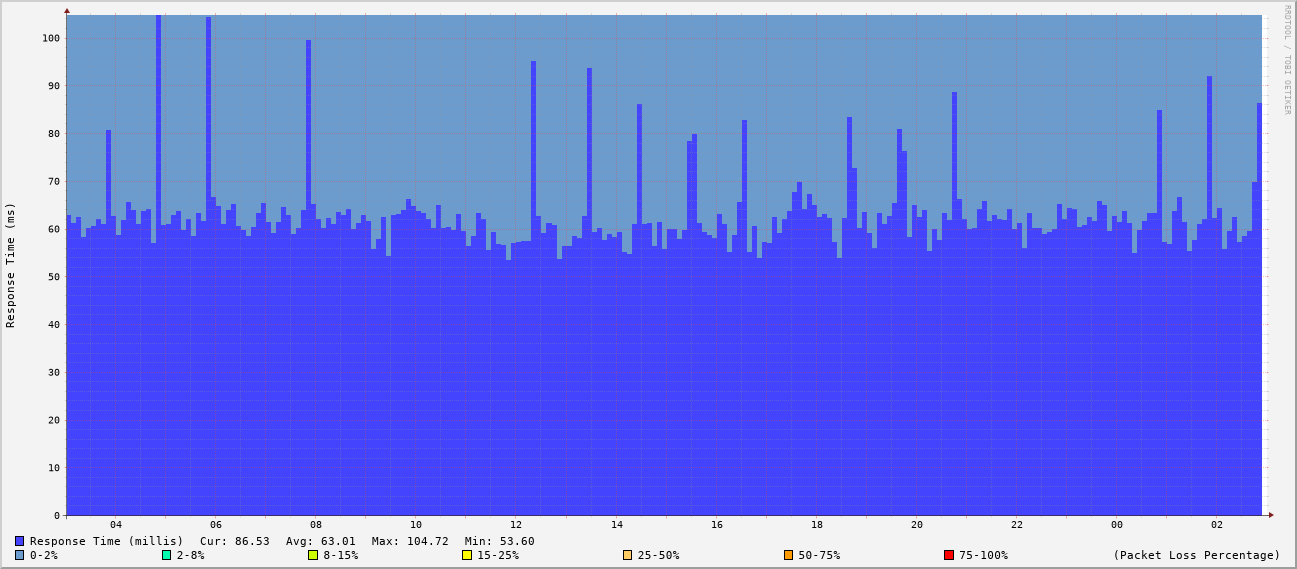 RRDTOOL / TOBI OETIKER
Response Time (ms)
100
90
80
70
60
50
40
30
20
10
0
04 06 08 10 12 14 16 18 20 22 00 02
Response Time (millis) Cur: 86.53 Avg: 63.01 Max: 104.72 Min: 53.60
0-2% 2-8% 8-15% 15-25% 25-50% 50-75% 75-100% (Packet Loss Percentage)